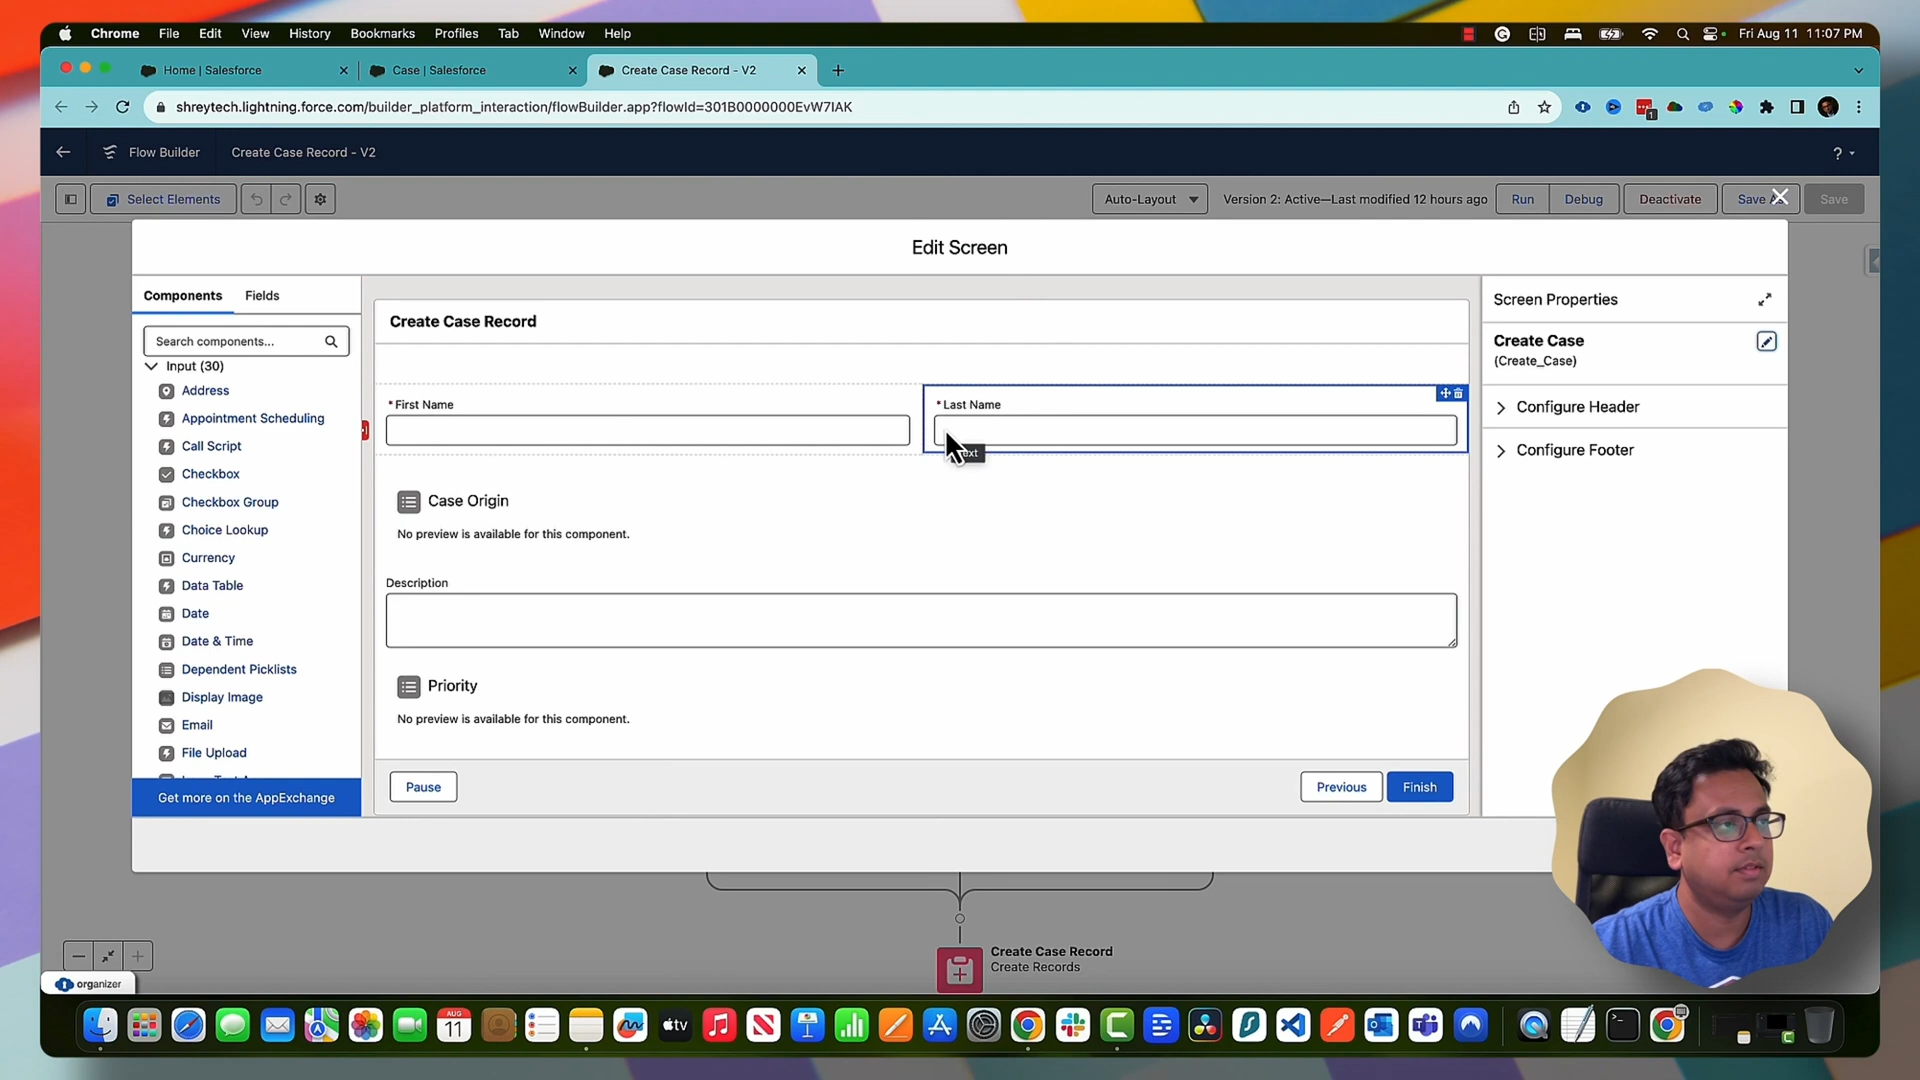 Chrome File Edit View History Bookmarks Profiles Tab Window Help Fri Aug 11 11:07 PM
Home | Salesforce Case | Salesforce Create Case Record - V2
shreytech.lightning.force.com/builder_platform_interaction/flowBuilder.app?flowId=301B0000000EvW7IAK
1
Flow Builder Create Case Record - V2 ?
Select Elements Auto-Layout Version 2: Active—Last modified 12 hours ago Run Debug Deactivate Save As Save
Edit Screen
Components Fields
Search components...
Input (30)
Address
Appointment Scheduling
Call Script
Checkbox
Checkbox Group
Choice Lookup
Currency
Data Table
Date
Date & Time
Dependent Picklists
Display Image
Email
File Upload
Get more on the AppExchange
Create Case Record
* First Name * Last Name
Case Origin
No preview is available for this component.
Description
Priority
No preview is available for this component.
Pause Previous Finish
Screen Properties
Create Case
(Create_Case)
Configure Header
Configure Footer
Create Case Record
Create Records
organizer
AUG
11
tv